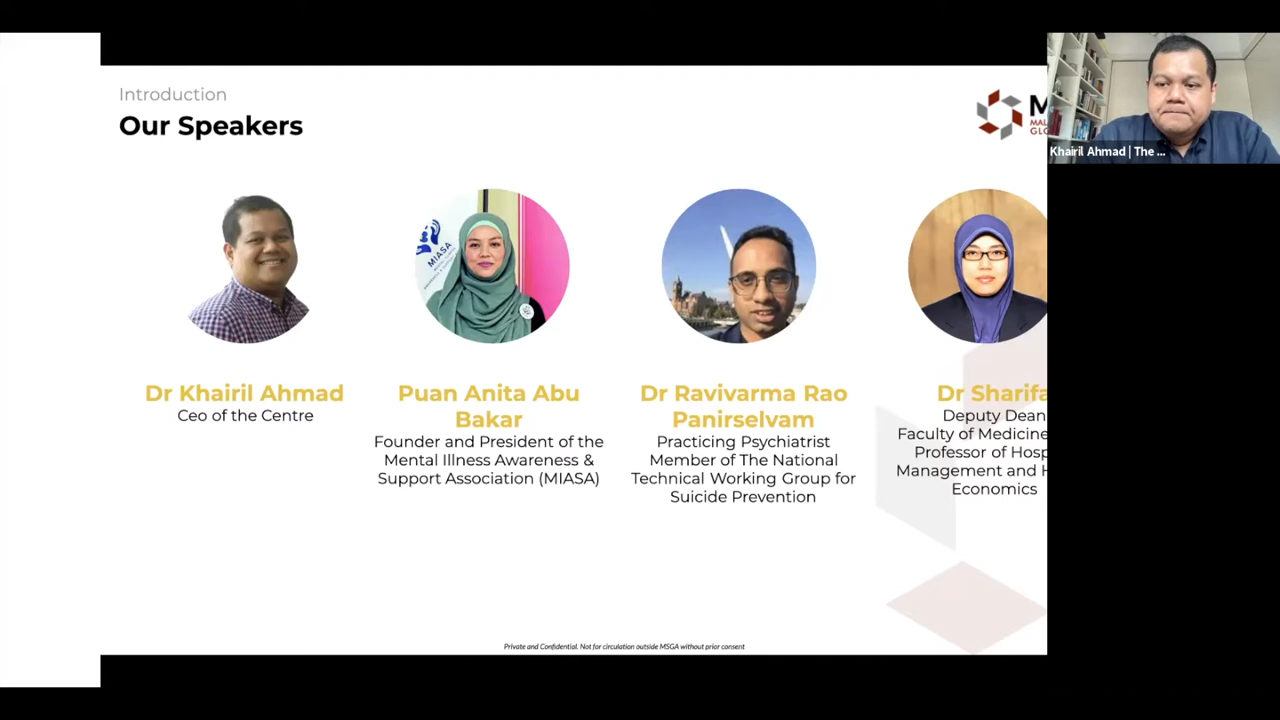 Introduction
Our Speakers
Khairil Ahmad | The ...
MIASA
Dr Khairil Ahmad
Ceo of the Centre
Puan Anita Abu
Bakar
Founder and President of the
Mental Illness Awareness &
Support Association (MIASA)
Dr Ravivarma Rao
Panirselvam
Practicing Psychiatrist
Member of The National
Technical Working Group for
Suicide Prevention
Dr Sharifa
Deputy Dean
Faculty of Medicine
Professor of Hosp
Management and H
Economics
Private and Confidential. Not for circulation outside MSGA without prior consent